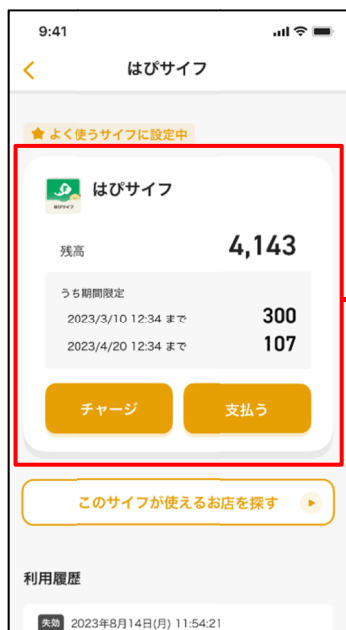 9:41
はぴサイフ
よく使うサイフに設定中
はぴサイフ
はぴサイフ
残高 4,143
うち期間限定
2023/3/10 12:34 まで 300
2023/4/20 12:34 まで 107
チャージ 支払う
このサイフが使えるお店を探す
利用履歴
失効 2023年8月14日(月) 11:54:21